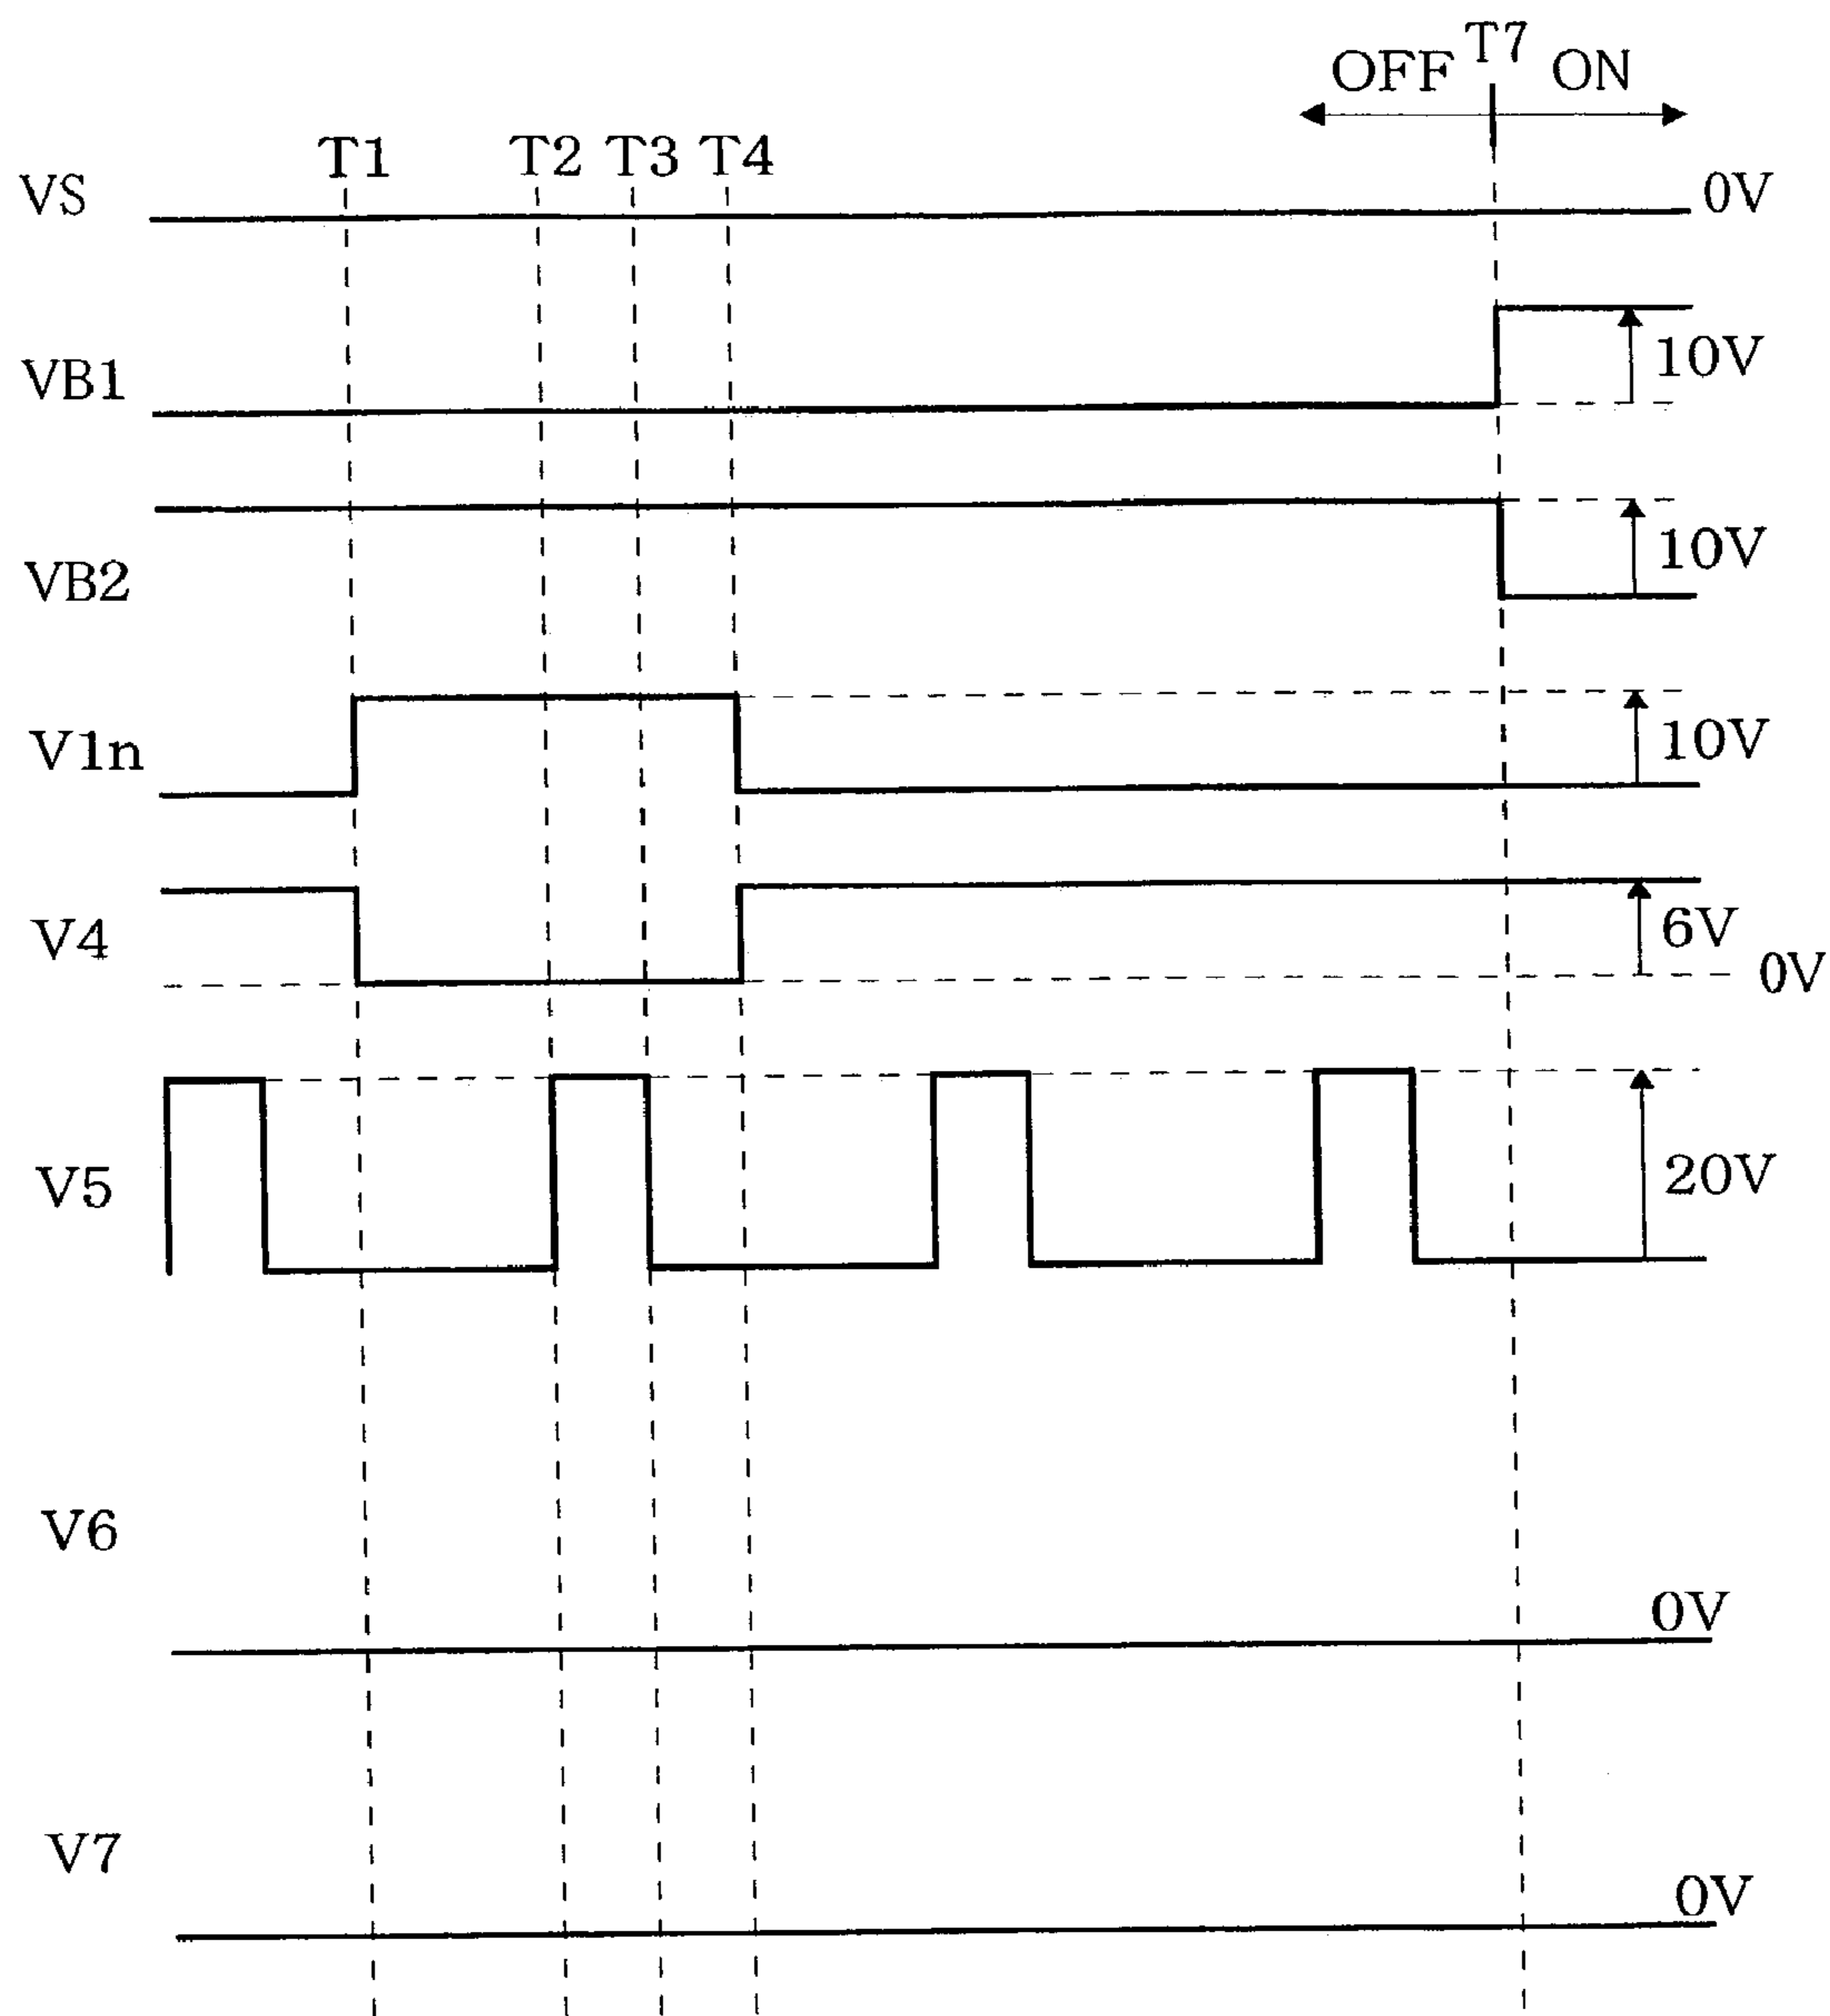 OFF T7 ON
T1 T2 T3 T4
VS 0V
VB1 10V
VB2 10V
V1n 10V
V4 6V
0V
V5 20V
V6
0V
V7
0V